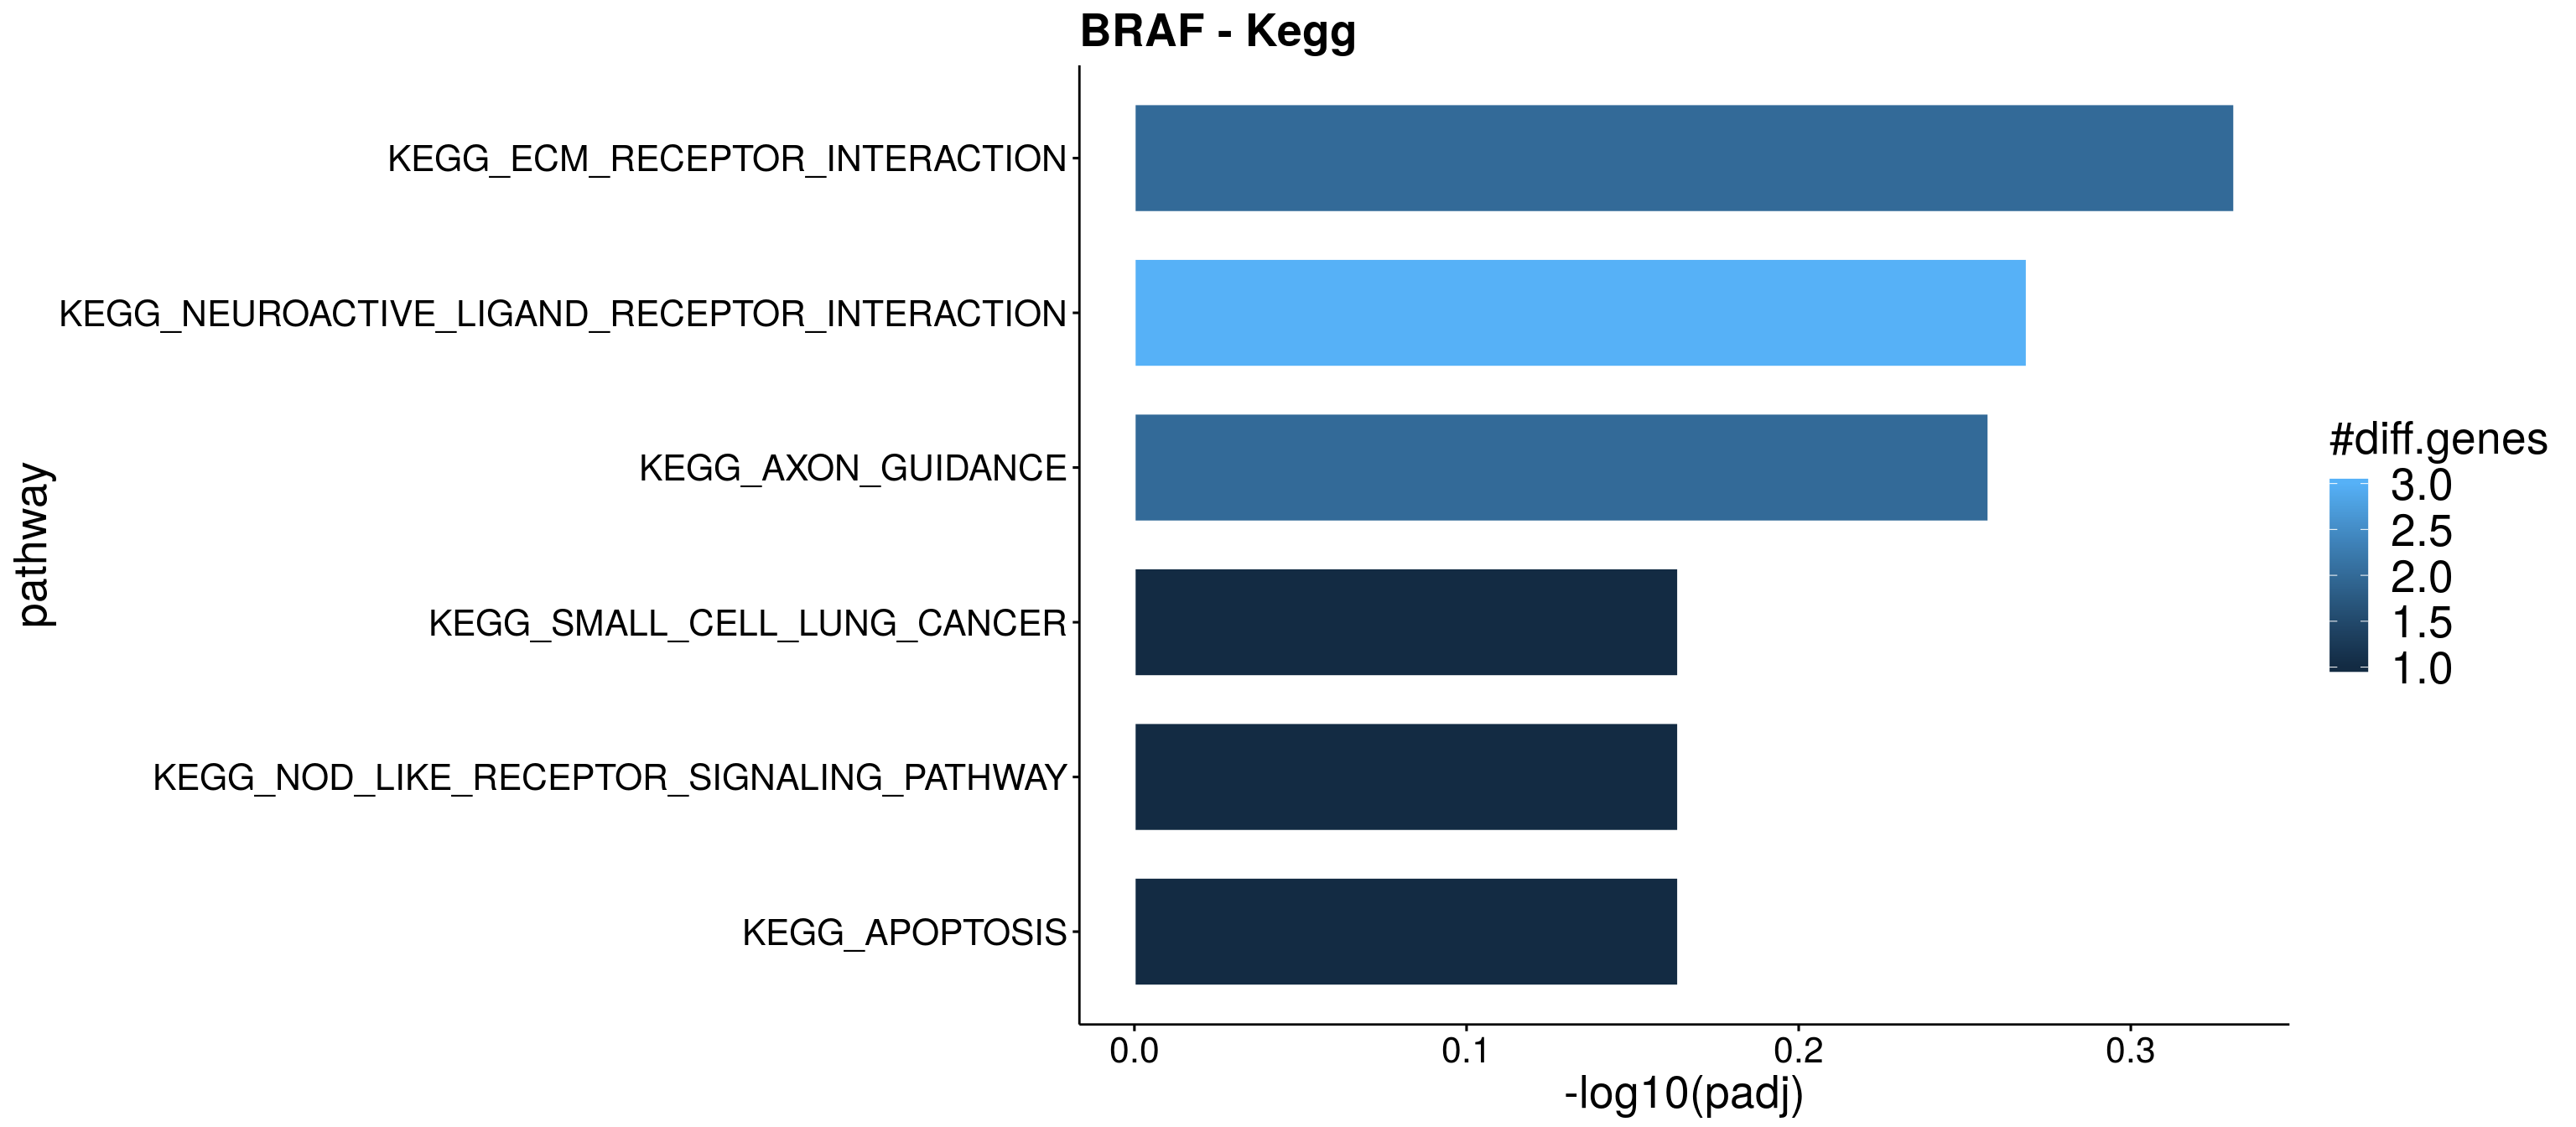 BRAF - Kegg
pathway
KEGG_ECM_RECEPTOR_INTERACTION
KEGG_NEUROACTIVE_LIGAND_RECEPTOR_INTERACTION
KEGG_AXON_GUIDANCE
KEGG_SMALL_CELL_LUNG_CANCER
KEGG_NOD_LIKE_RECEPTOR_SIGNALING_PATHWAY
KEGG_APOPTOSIS
0.0 0.1 0.2 0.3
-log10(padj)
#diff.genes
3.0
2.5
2.0
1.5
1.0